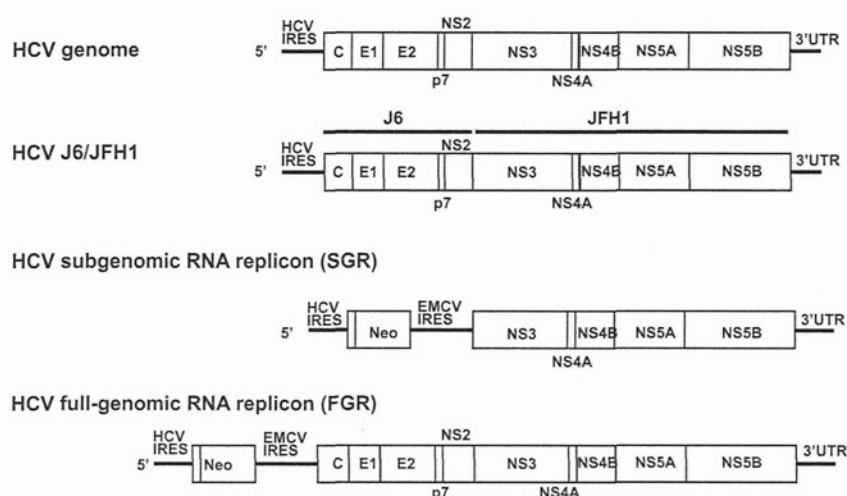 HCV genome
HCV
IRES
NS2
5’
C E1 E2 NS3 NS4B NS5A NS5B
3’UTR
p7
NS4A
J6
JFH1
HCV J6/JFH1
HCV
IRES
NS2
5’
C E1 E2 NS3 NS4B NS5A NS5B
3’UTR
p7
NS4A
HCV subgenomic RNA replicon (SGR)
HCV
IRES
EMCV
IRES
5’
Neo NS3 NS4B NS5A NS5B
3’UTR
NS4A
HCV full-genomic RNA replicon (FGR)
HCV
IRES
EMCV
IRES
NS2
5’
Neo C E1 E2 NS3 NS4B NS5A NS5B
3’UTR
p7
NS4A